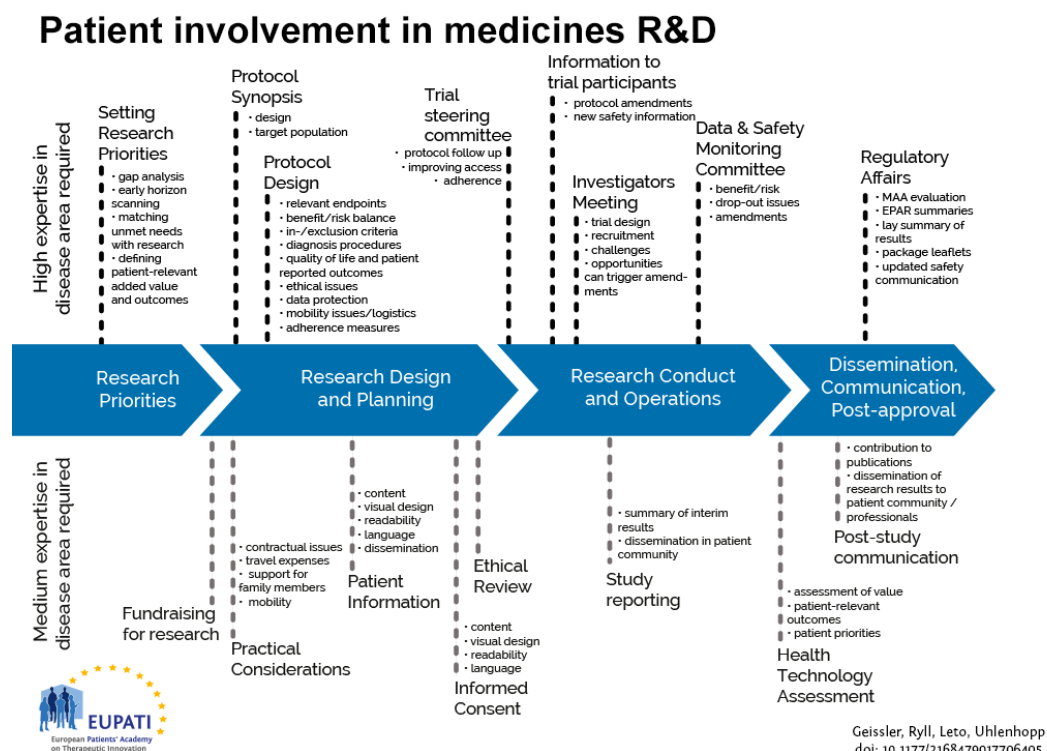 Patient involvement in medicines R&D
High expertise in
disease area required
Setting
Research
Priorities
• gap analysis
• early horizon
scanning
• matching
unmet needs
with research
• defining
patient-relevant
added value
and outcomes
Protocol
Synopsis
• design
• target population
Protocol
Design
• relevant endpoints
• benefit/risk balance
• in-/exclusion criteria
• diagnosis procedures
• quality of life and patient
reported outcomes
• ethical issues
• data protection
• mobility issues/logistics
• adherence measures
Trial
steering
committee
• protocol follow up
• improving access
• adherence
Information to
trial participants
• protocol amendments
• new safety information
Investigators
Meeting
• trial design
• recruitment
• challenges
• opportunities
can trigger amend-
ments
Data & Safety
Monitoring
Committee
• benefit/risk
• drop-out issues
• amendments
Regulatory
Affairs
• MAA evaluation
• EPAR summaries
• lay summary of
results
• package leaflets
• updated safety
communication
Research
Priorities
Research Design
and Planning
Research Conduct
and Operations
Dissemination,
Communication,
Post-approval
Medium expertise in
disease area required
Fundraising
for research
• contractual issues
• travel expenses
• support for
family members
• mobility
Practical
Considerations
• content
• visual design
• readability
• language
• dissemination
Patient
Information
• content
• visual design
• readability
• language
Informed
Consent
Ethical
Review
• summary of interim
results
• dissemination in patient
community
Study
reporting
• assessment of value
• patient-relevant
outcomes
• patient priorities
Health
Technology
Assessment
• contribution to
publications
• dissemination of
research results to
patient community /
professionals
Post-study
communication
EUPATI
European Patients' Academy
on Therapeutic Innovation
Geissler, Ryll, Leto, Uhlenhopp
doi: 10.1177/2168479017706405